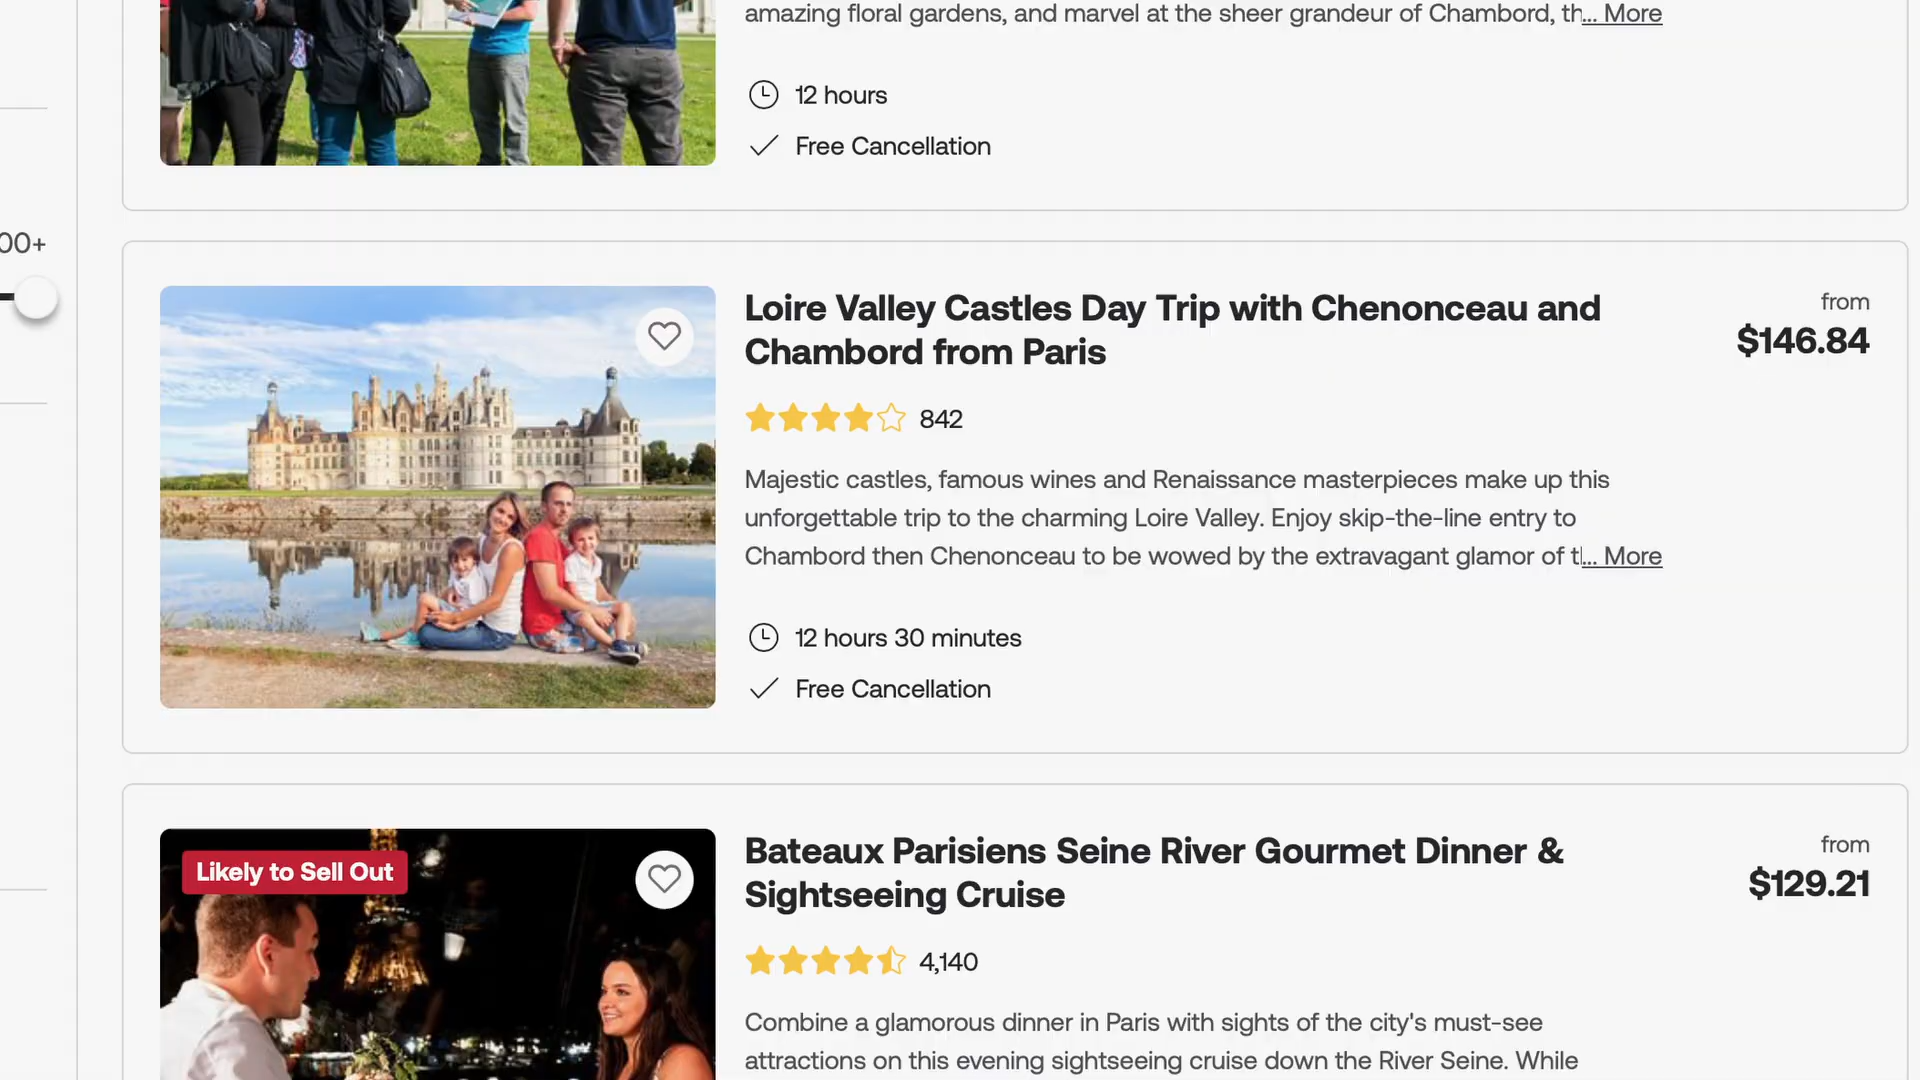 amazing floral gardens, and marvel at the sheer grandeur of Chambord, th... More
12 hours
Free Cancellation
00+
Loire Valley Castles Day Trip with Chenonceau and
Chambord from Paris
from
$146.84
842
Majestic castles, famous wines and Renaissance masterpieces make up this
unforgettable trip to the charming Loire Valley. Enjoy skip-the-line entry to
Chambord then Chenonceau to be wowed by the extravagant glamor of t... More
12 hours 30 minutes
Free Cancellation
Likely to Sell Out
Bateaux Parisiens Seine River Gourmet Dinner &
Sightseeing Cruise
from
$129.21
4,140
Combine a glamorous dinner in Paris with sights of the city's must-see
attractions on this evening sightseeing cruise down the River Seine. While